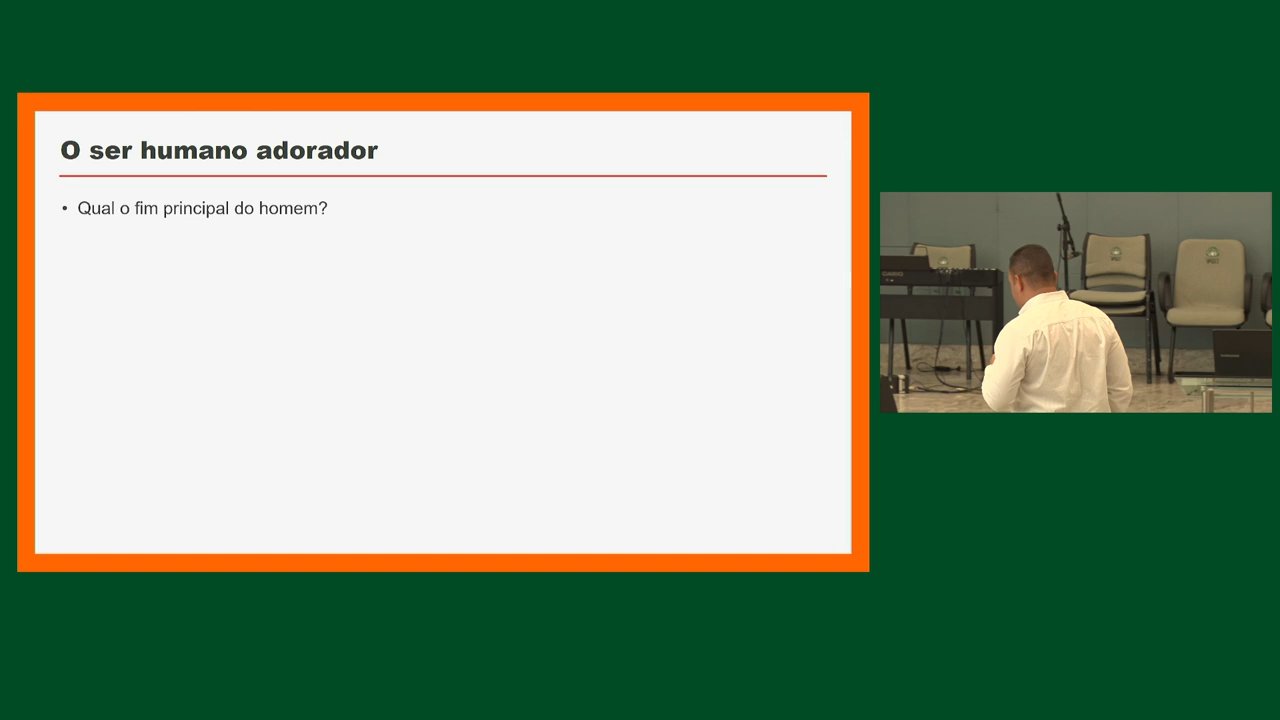 O ser humano adorador
• Qual o fim principal do homem?